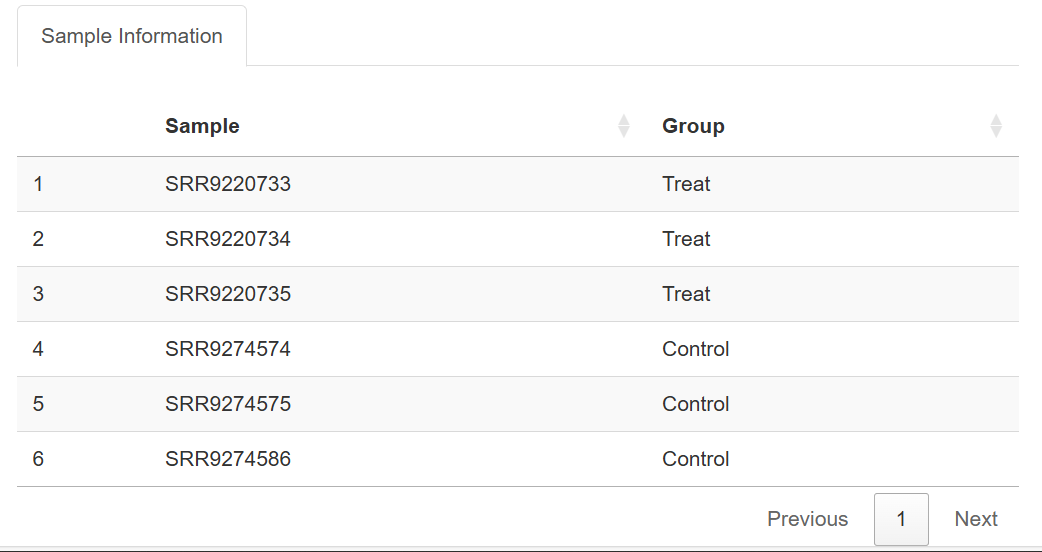 Sample Information
Sample Group
1 SRR9220733 Treat
2 SRR9220734 Treat
3 SRR9220735 Treat
4 SRR9274574 Control
5 SRR9274575 Control
6 SRR9274586 Control
Previous 1 Next